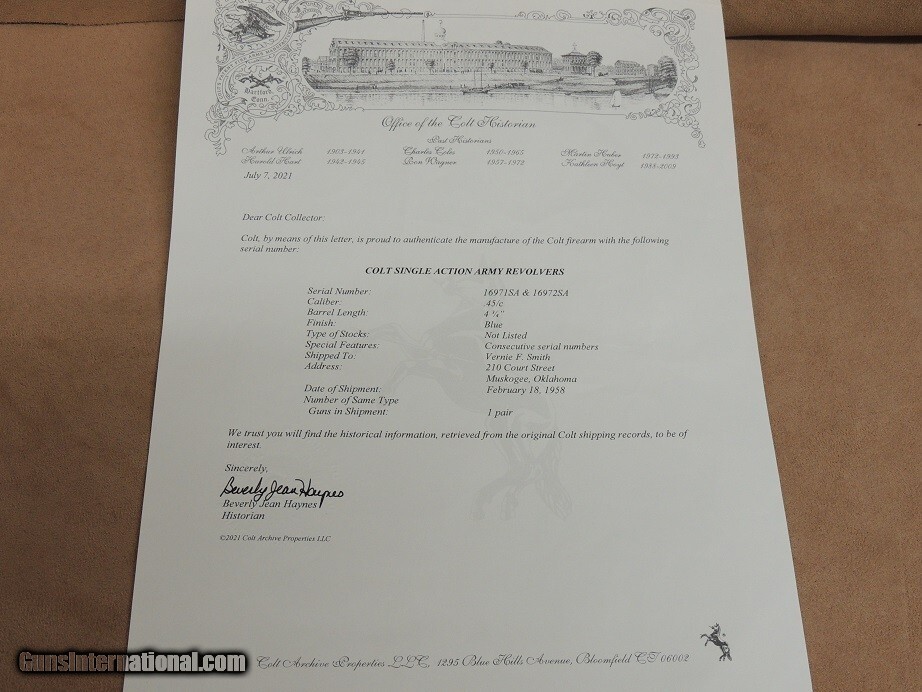 Hartford,
Conn.
Office of the Colt Historian
Past Historians
Arthur Ulrich 1903-1941 Charles Coles 1950-1965 Martin Huber 1972-1993
Harold Hart 1942-1945 Don Wagner 1957-1972 Kathleen Hoyt 1988-2009
July 7, 2021
Dear Colt Collector:
Colt, by means of this letter, is proud to authenticate the manufacture of the Colt firearm with the following
serial number:
COLT SINGLE ACTION ARMY REVOLVERS
Serial Number: 16971SA & 16972SA
Caliber: .45/c
Barrel Length: 4 ¾"
Finish: Blue
Type of Stocks: Not Listed
Special Features: Consecutive serial numbers
Shipped To: Vernie F. Smith
Address: 210 Court Street
Muskogee, Oklahoma
Date of Shipment: February 18, 1958
Number of Same Type
Guns in Shipment: 1 pair
We trust you will find the historical information, retrieved from the original Colt shipping records, to be of
interest.
Sincerely,
Beverly Jean Haynes
Beverly Jean Haynes
Historian
©2021 Colt Archive Properties LLC
Colt Archive Properties LLC, 1295 Blue Hills Avenue, Bloomfield CT 06002
GunsInternational.com